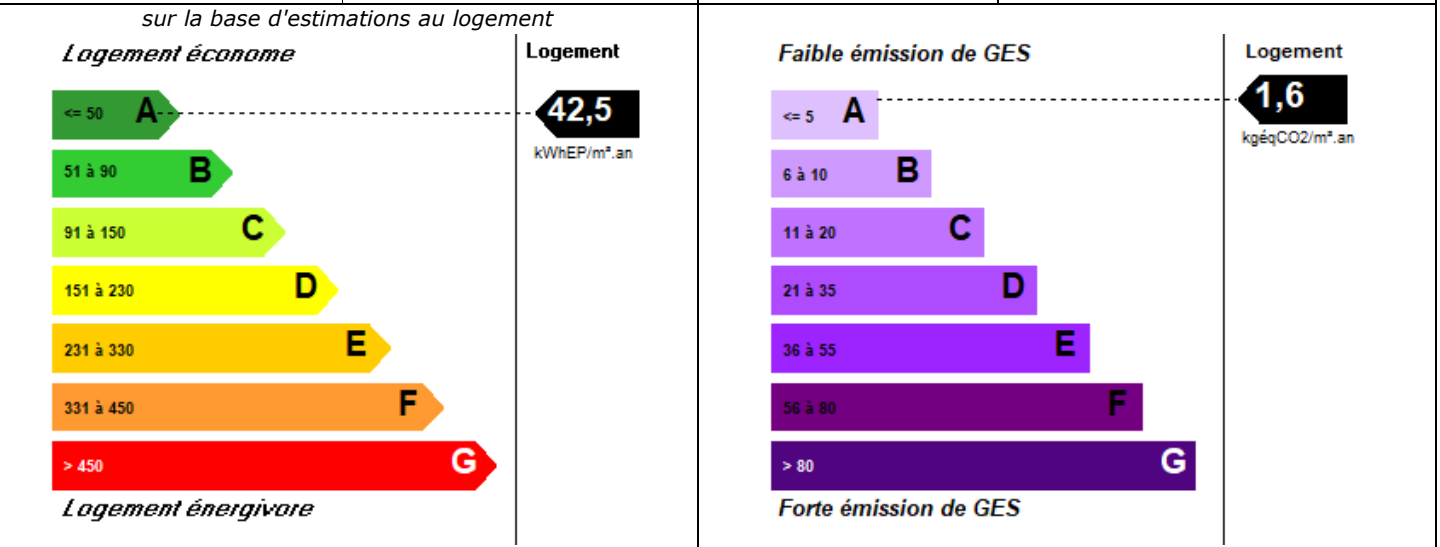 sur la base d'estimations au logement
Logement économe
Logement
<= 50 A
42,5
kWhEP/m².an
51 à 90 B
91 à 150 C
151 à 230 D
231 à 330 E
331 à 450 F
> 450 G
Logement énergivore
Faible émission de GES
Logement
<= 5 A
1,6
kgéqCO2/m².an
6 à 10 B
11 à 20 C
21 à 35 D
36 à 55 E
56 à 80 F
> 80 G
Forte émission de GES